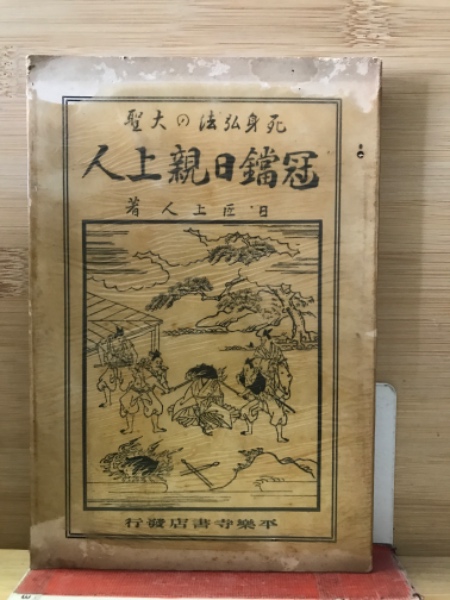 死身弘法の大聖
冠鐺日親上人
日匠上人著
平樂寺書店發行